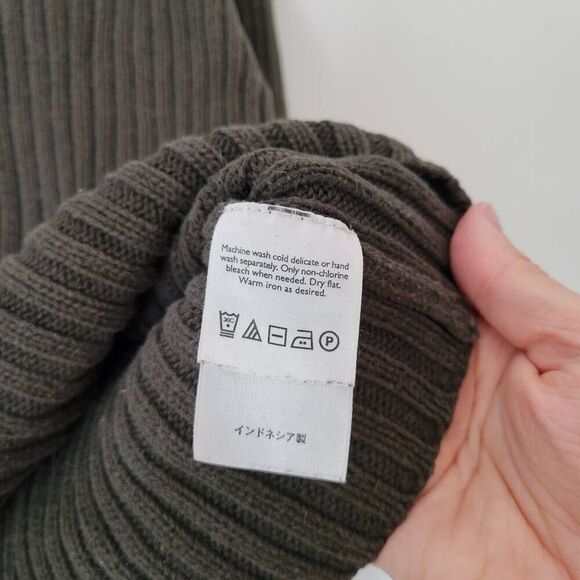 Machine wash cold delicate or hand
wash separately. Only non-chlorine
bleach when needed. Dry flat.
Warm iron as desired.
30C P
インドネシア製